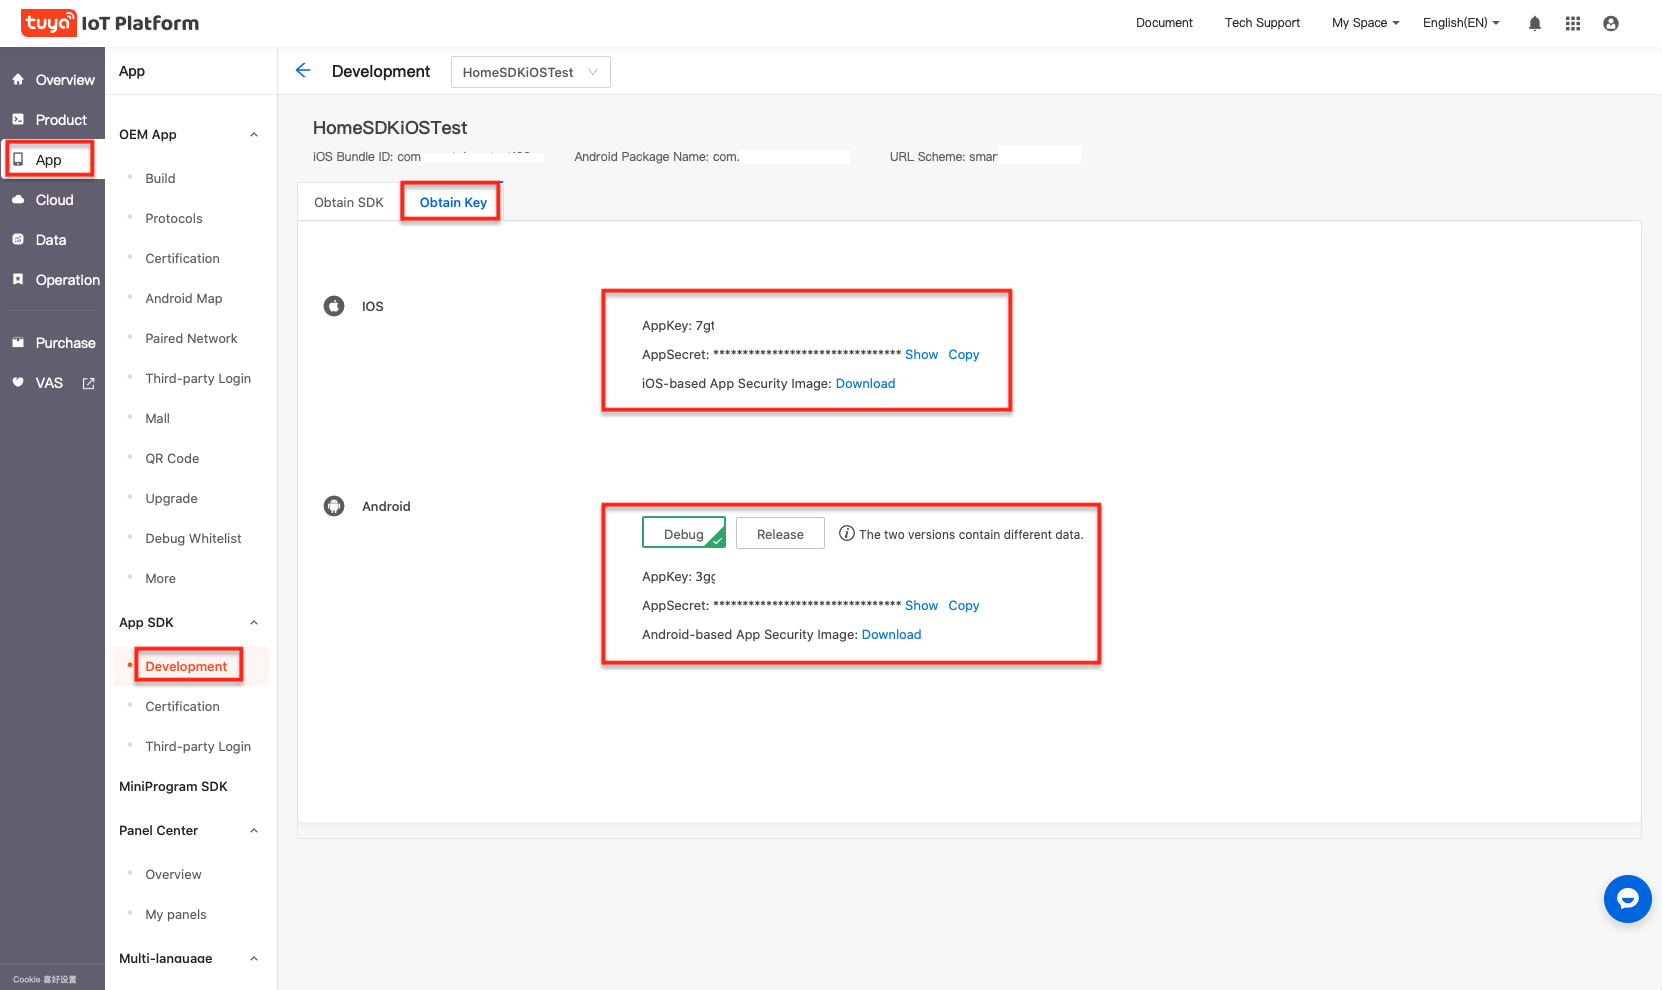 tuya IoT Platform
Document
Tech Support
My Space
English(EN)
Overview
Product
App
Cloud
Data
Operation
Purchase
VAS
Cookie 喜好设置
App
OEM App
Build
Protocols
Certification
Android Map
Paired Network
Third-party Login
Mall
QR Code
Upgrade
Debug Whitelist
More
App SDK
Development
Certification
Third-party Login
MiniProgram SDK
Panel Center
Overview
My panels
Multi-language
Development
HomeSDKiOSTest
HomeSDKiOSTest
iOS Bundle ID: com
Android Package Name: com.
URL Scheme: smar
Obtain SDK
Obtain Key
IOS
AppKey: 7gt
AppSecret: ******************************** Show Copy
iOS-based App Security Image: Download
Android
Debug
Release
The two versions contain different data.
AppKey: 3gg
AppSecret: ******************************** Show Copy
Android-based App Security Image: Download